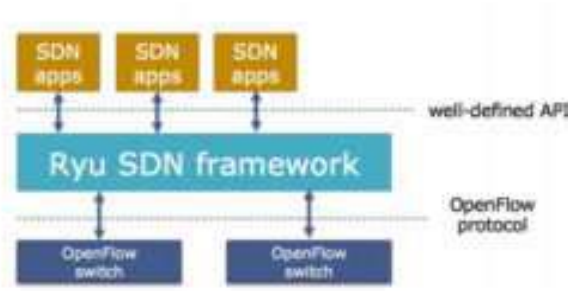 SDN
apps
SDN
apps
SDN
apps
well-defined API
Ryu SDN framework
OpenFlow
protocol
OpenFlow
switch
OpenFlow
switch